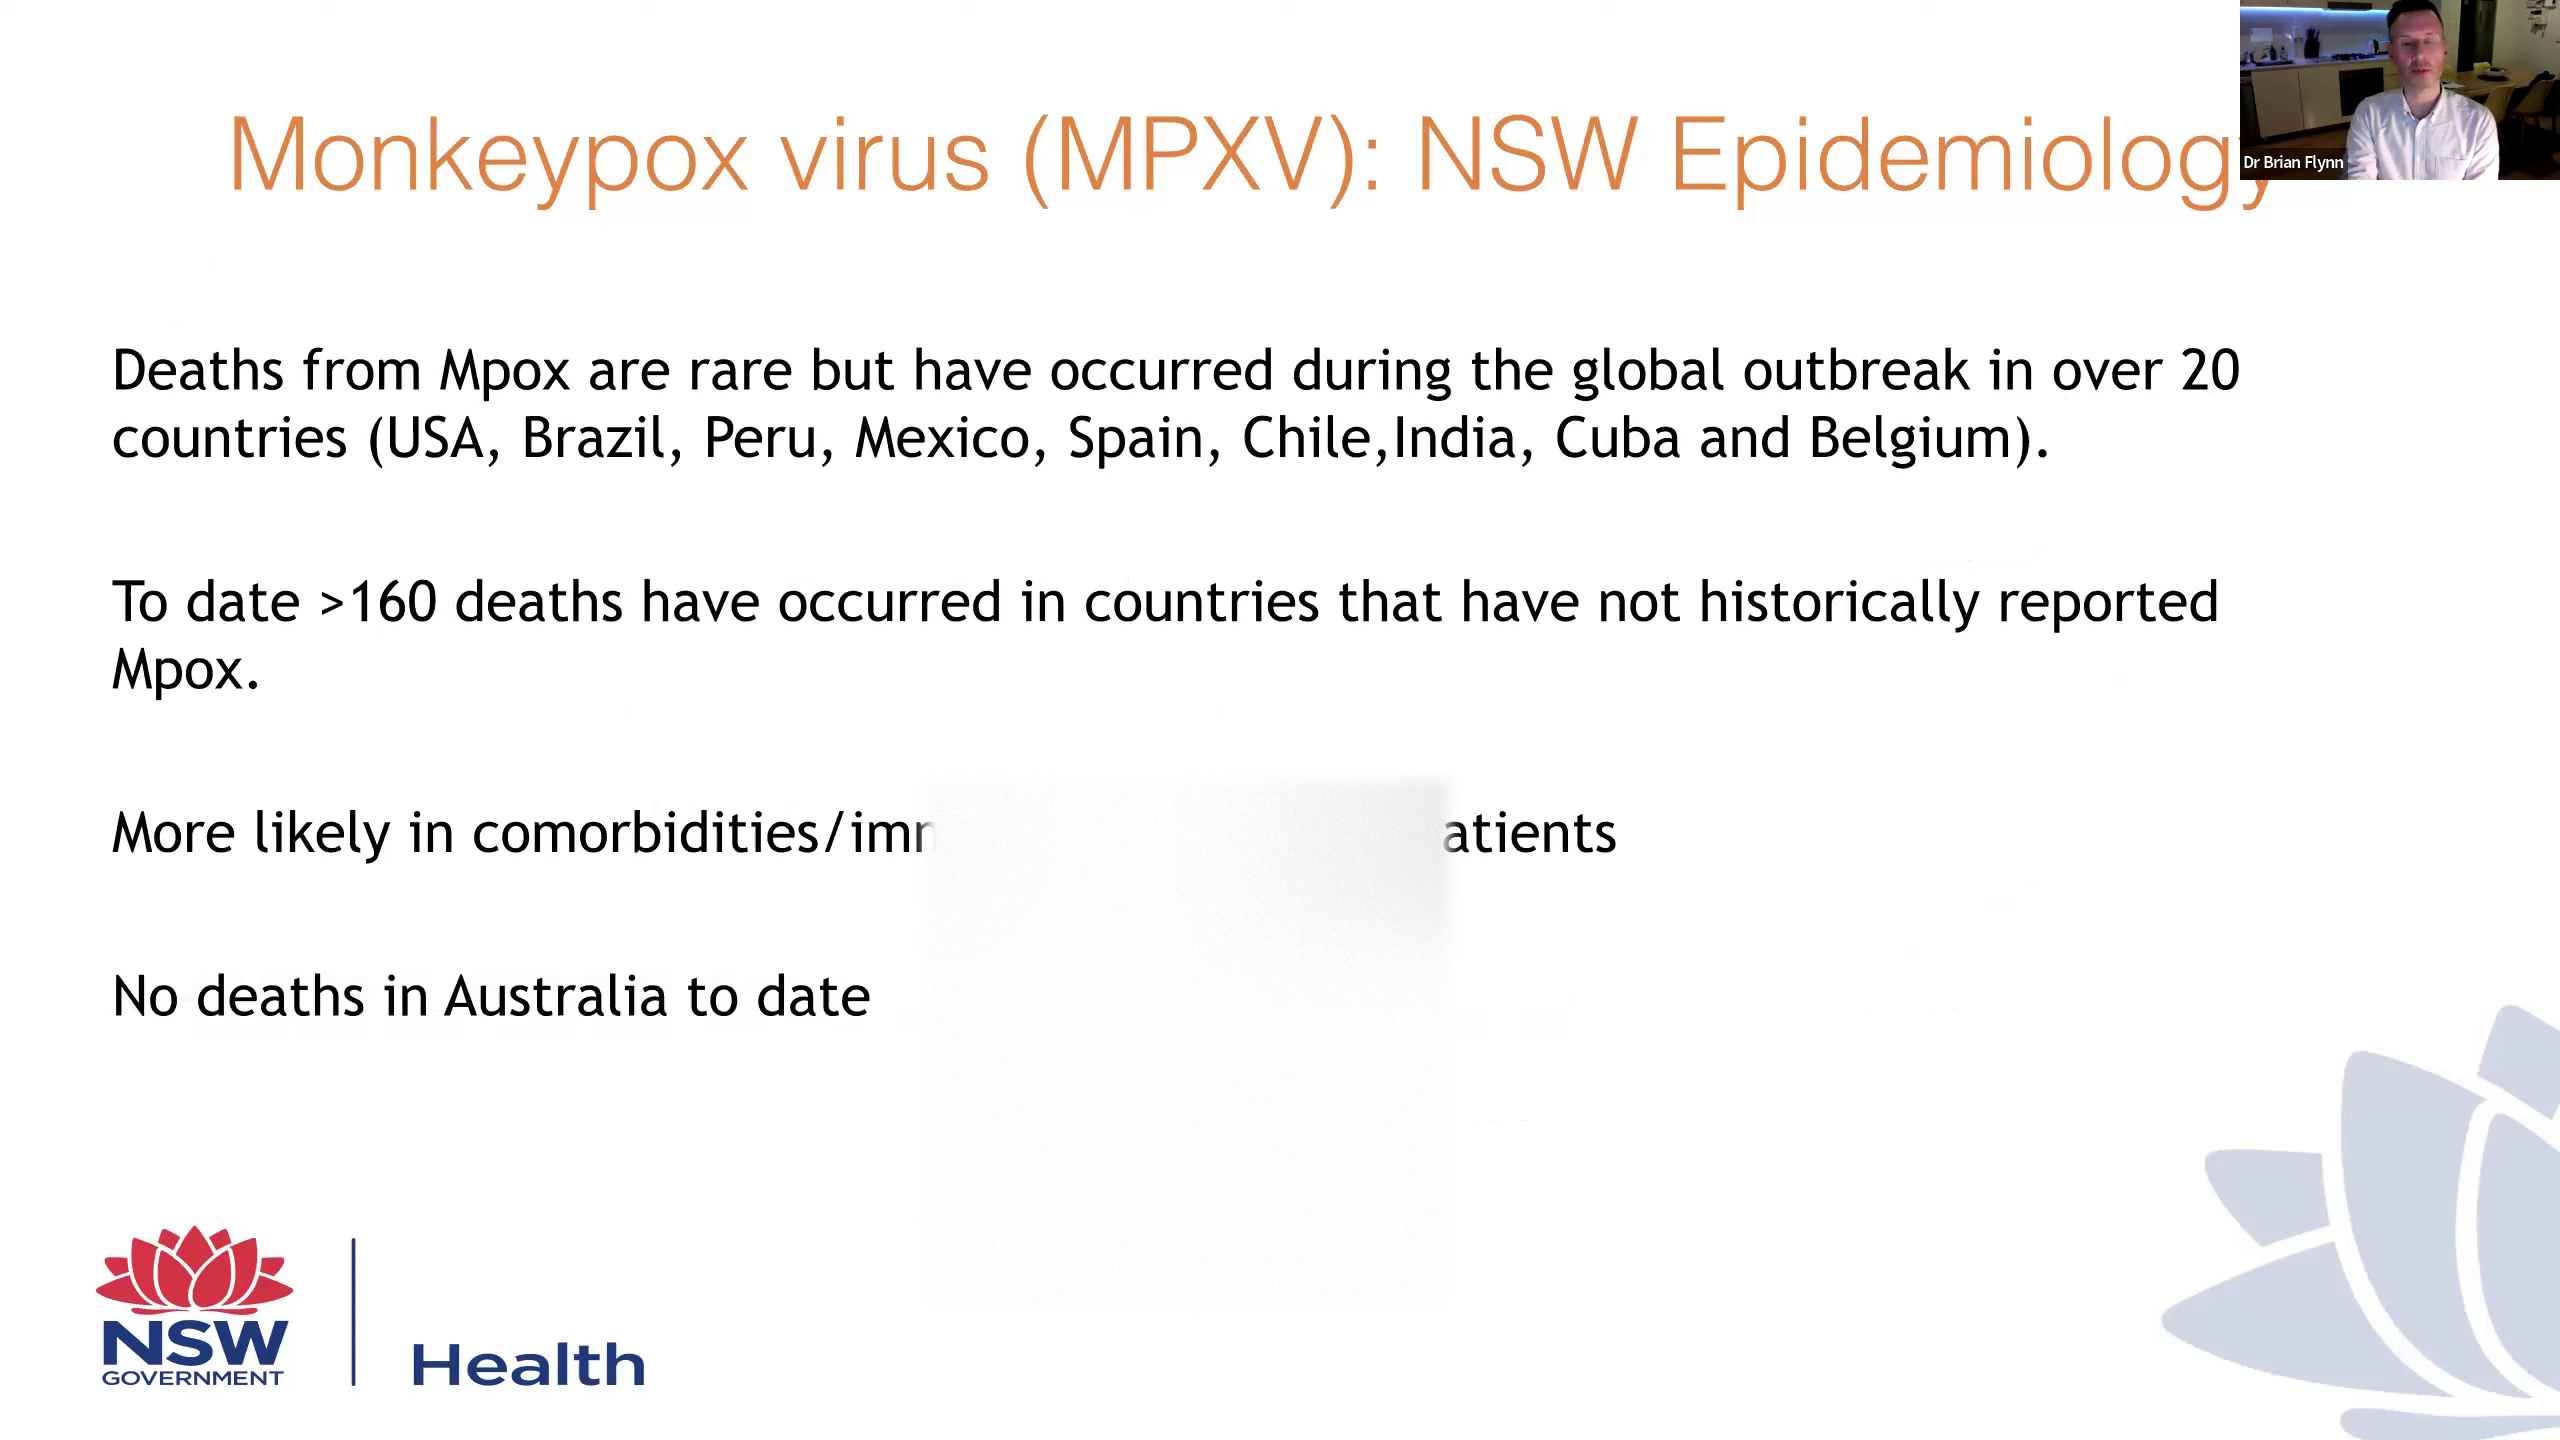 Monkeypox virus (MPXV): NSW Epidemiology
Dr Brian Flynn
Deaths from Mpox are rare but have occurred during the global outbreak in over 20
countries (USA, Brazil, Peru, Mexico, Spain, Chile,India, Cuba and Belgium).
To date >160 deaths have occurred in countries that have not historically reported
Mpox.
More likely in comorbidities/
No deaths in Australia to date
NSW
GOVERNMENT
Health